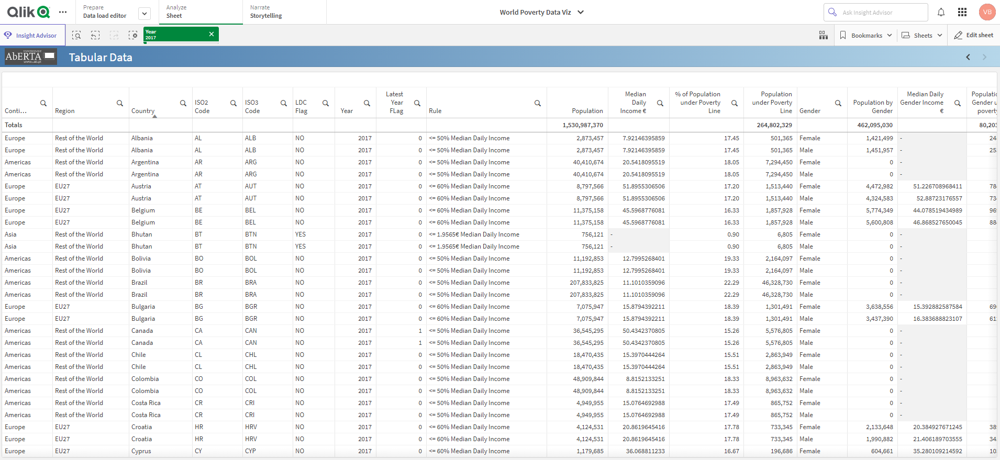 Qlik
Prepare
Data load editor
Analyze
Sheet
Narrate
Storytelling
World Poverty Data Viz
Ask Insight Advisor
VB
Insight Advisor
Year
2017
Bookmarks
Sheets
Edit sheet
UNIVERSIDADE
AbERTA
www.uab.pt
Tabular Data
Conti... Region Country ISO2 Code ISO3 Code LDC Flag Year Latest Year FLag Rule Population Median Daily Income € % of Population under Poverty Line Population under Poverty Line Gender Population by Gender Median Daily Gender Income €
Totals 1,530,987,370 264,802,329 462,095,030 80,203
Europe Rest of the World Albania AL ALB NO 2017 0 <= 50% Median Daily Income 2,873,457 7.92146395859 17.45 501,365 Female 1,421,499 - 24
Europe Rest of the World Albania AL ALB NO 2017 0 <= 50% Median Daily Income 2,873,457 7.92146395859 17.45 501,365 Male 1,451,957 - 25
Americas Rest of the World Argentina AR ARG NO 2017 0 <= 50% Median Daily Income 40,410,674 20.5418095519 18.05 7,294,450 Female 0 -
Americas Rest of the World Argentina AR ARG NO 2017 0 <= 50% Median Daily Income 40,410,674 20.5418095519 18.05 7,294,450 Male 0 -
Europe EU27 Austria AT AUT NO 2017 0 <= 60% Median Daily Income 8,797,566 51.8955306506 17.20 1,513,440 Female 4,472,982 51.226708968411 78
Europe EU27 Austria AT AUT NO 2017 0 <= 60% Median Daily Income 8,797,566 51.8955306506 17.20 1,513,440 Male 4,324,583 52.88723176557 73
Europe EU27 Belgium BE BEL NO 2017 0 <= 60% Median Daily Income 11,375,158 45.5968776081 16.33 1,857,928 Female 5,774,349 44.078519434989 96
Europe EU27 Belgium BE BEL NO 2017 0 <= 60% Median Daily Income 11,375,158 45.5968776081 16.33 1,857,928 Male 5,600,808 46.868527650045 88
Asia Rest of the World Bhutan BT BTN YES 2017 0 <= 1.9565€ Median Daily Income 756,121 - 0.90 6,805 Female 0 -
Asia Rest of the World Bhutan BT BTN YES 2017 0 <= 1.9565€ Median Daily Income 756,121 - 0.90 6,805 Male 0 -
Americas Rest of the World Bolivia BO BOL NO 2017 0 <= 50% Median Daily Income 11,192,853 12.7995268401 19.33 2,164,097 Female 0 -
Americas Rest of the World Bolivia BO BOL NO 2017 0 <= 50% Median Daily Income 11,192,853 12.7995268401 19.33 2,164,097 Male 0 -
Americas Rest of the World Brazil BR BRA NO 2017 0 <= 50% Median Daily Income 207,833,825 11.1010359096 22.29 46,328,730 Female 0 -
Americas Rest of the World Brazil BR BRA NO 2017 0 <= 50% Median Daily Income 207,833,825 11.1010359096 22.29 46,328,730 Male 0 -
Europe EU27 Bulgaria BG BGR NO 2017 0 <= 60% Median Daily Income 7,075,947 15.8794392211 18.39 1,301,491 Female 3,638,556 15.392882587584 69
Europe EU27 Bulgaria BG BGR NO 2017 0 <= 60% Median Daily Income 7,075,947 15.8794392211 18.39 1,301,491 Male 3,437,390 16.383688823107 61
Americas Rest of the World Canada CA CAN NO 2017 1 <= 50% Median Daily Income 36,545,295 50.4342370805 15.26 5,576,805 Female 0 -
Americas Rest of the World Canada CA CAN NO 2017 1 <= 50% Median Daily Income 36,545,295 50.4342370805 15.26 5,576,805 Male 0 -
Americas Rest of the World Chile CL CHL NO 2017 0 <= 50% Median Daily Income 18,470,435 15.3970444264 15.51 2,863,949 Female 0 -
Americas Rest of the World Chile CL CHL NO 2017 0 <= 50% Median Daily Income 18,470,435 15.3970444264 15.51 2,863,949 Male 0 -
Americas Rest of the World Colombia CO COL NO 2017 0 <= 50% Median Daily Income 48,909,844 8.8152133251 18.33 8,963,632 Female 0 -
Americas Rest of the World Colombia CO COL NO 2017 0 <= 50% Median Daily Income 48,909,844 8.8152133251 18.33 8,963,632 Male 0 -
Americas Rest of the World Costa Rica CR CRI NO 2017 0 <= 50% Median Daily Income 4,949,955 15.0764692988 17.49 865,752 Female 0 -
Americas Rest of the World Costa Rica CR CRI NO 2017 0 <= 50% Median Daily Income 4,949,955 15.0764692988 17.49 865,752 Male 0 -
Europe EU27 Croatia HR HRV NO 2017 0 <= 60% Median Daily Income 4,124,531 20.8619645416 17.78 733,345 Female 2,133,648 20.384927671245 38
Europe EU27 Croatia HR HRV NO 2017 0 <= 60% Median Daily Income 4,124,531 20.8619645416 17.78 733,345 Male 1,990,882 21.406189703555 34
Europe EU27 Cyprus CY CYP NO 2017 0 <= 60% Median Daily Income 1,179,685 36.068811233 16.67 196,686 Female 604,661 35.280109214592 10